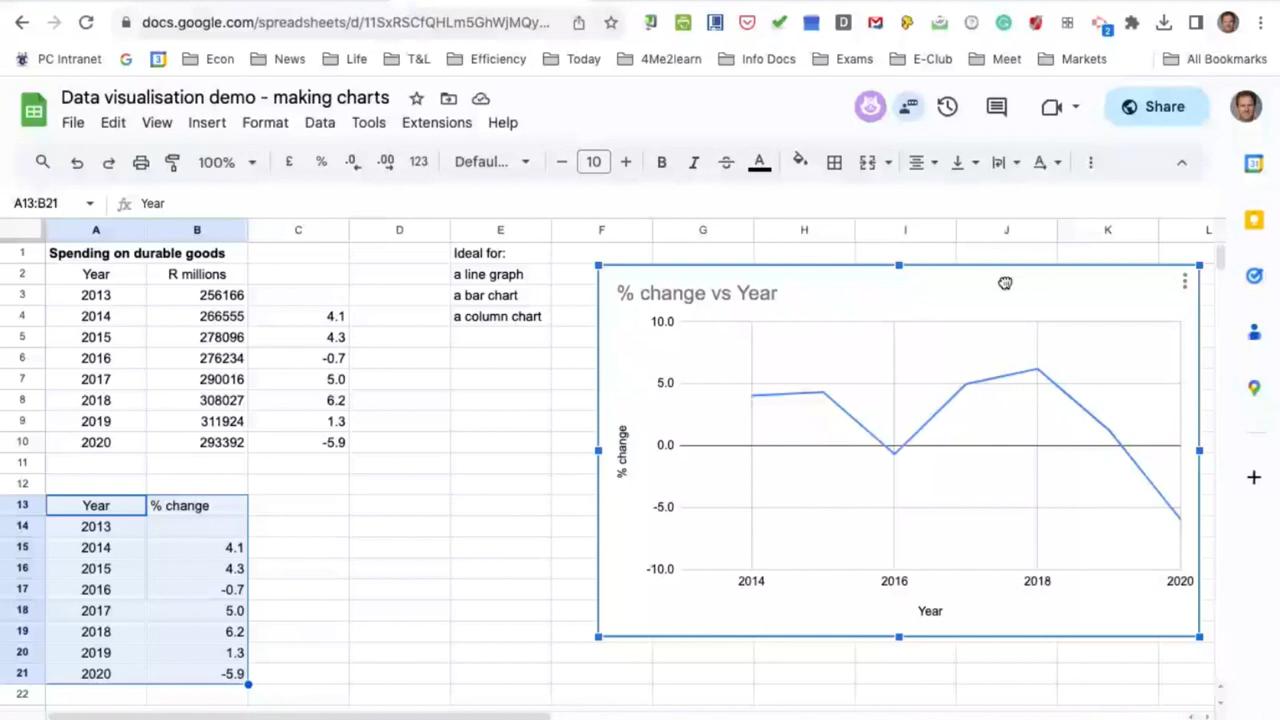 docs.google.com/spreadsheets/d/11SxRSCfQHLm5GhWjMQy...
D
2
PC Intranet
G
3
Econ
News
Life
T&L
Efficiency
Today
4Me2learn
Info Docs
Exams
E-Club
Meet
Markets
All Bookmarks
Data visualisation demo - making charts
File Edit View Insert Format Data Tools Extensions Help
Share
100% £ % .0 .00 123 Defaul... − 10 + B I S A
31
A13:B21 fx Year
A B C D E F G H I J K L
1 Spending on durable goods Ideal for:
2 Year R millions a line graph
3 2013 256166 a bar chart
4 2014 266555 4.1 a column chart
5 2015 278096 4.3
6 2016 276234 -0.7
7 2017 290016 5.0
8 2018 308027 6.2
9 2019 311924 1.3
10 2020 293392 -5.9
11
12
13 Year % change
14 2013
15 2014 4.1
16 2015 4.3
17 2016 -0.7
18 2017 5.0
19 2018 6.2
20 2019 1.3
21 2020 -5.9
22
% change vs Year
10.0
5.0
0.0
-5.0
-10.0
% change
2014 2016 2018 2020
Year